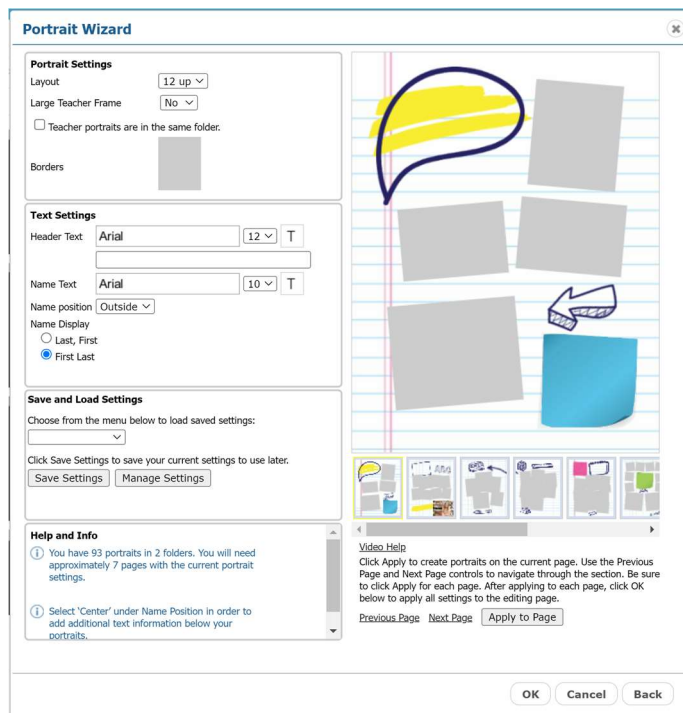 Portrait Wizard
Portrait Settings
Layout
12 up
Large Teacher Frame
No
Teacher portraits are in the same folder.
Borders
Text Settings
Header Text
Arial
12
T
Name Text
Arial
10
T
Name position
Outside
Name Display
Last, First
First Last
Save and Load Settings
Choose from the menu below to load saved settings:
Click Save Settings to save your current settings to use later.
Save Settings
Manage Settings
Help and Info
You have 93 portraits in 2 folders. You will need
approximately 7 pages with the current portrait
settings.
Select ‘Center’ under Name Position in order to
add additional text information below your
portraits.
Video Help
Click Apply to create portraits on the current page. Use the Previous
Page and Next Page controls to navigate through the section. Be sure
to click Apply for each page. After applying to each page, click OK
below to apply all settings to the editing page.
Previous Page
Next Page
Apply to Page
OK
Cancel
Back